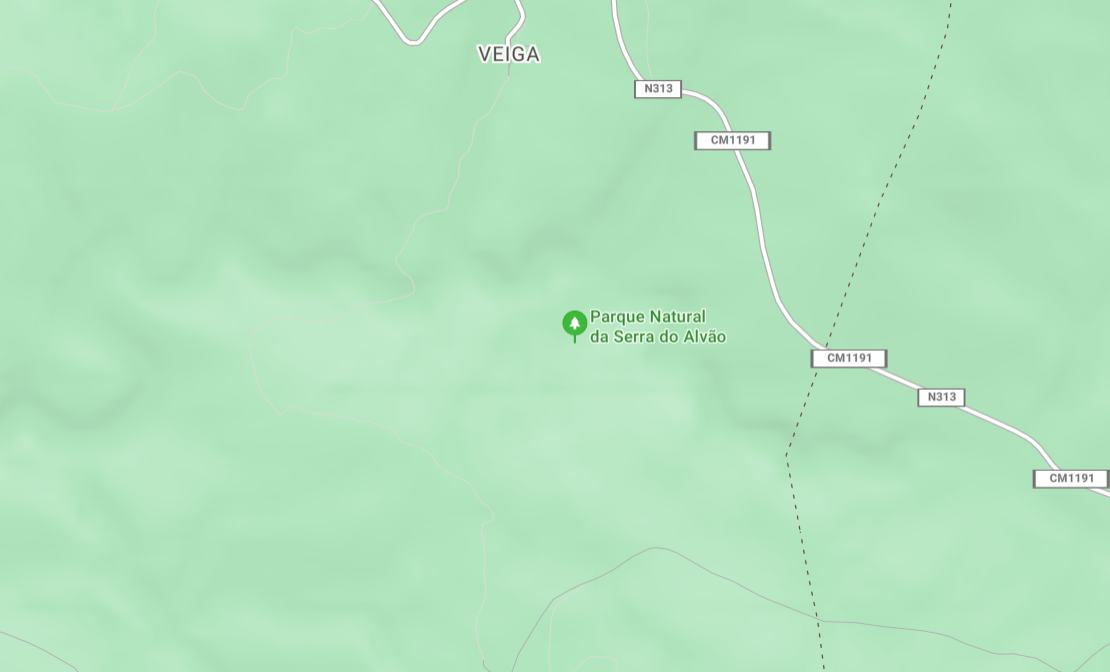 VEIGA
N313
CM1191
Parque Natural
da Serra do Alvão
CM1191
N313
CM1191